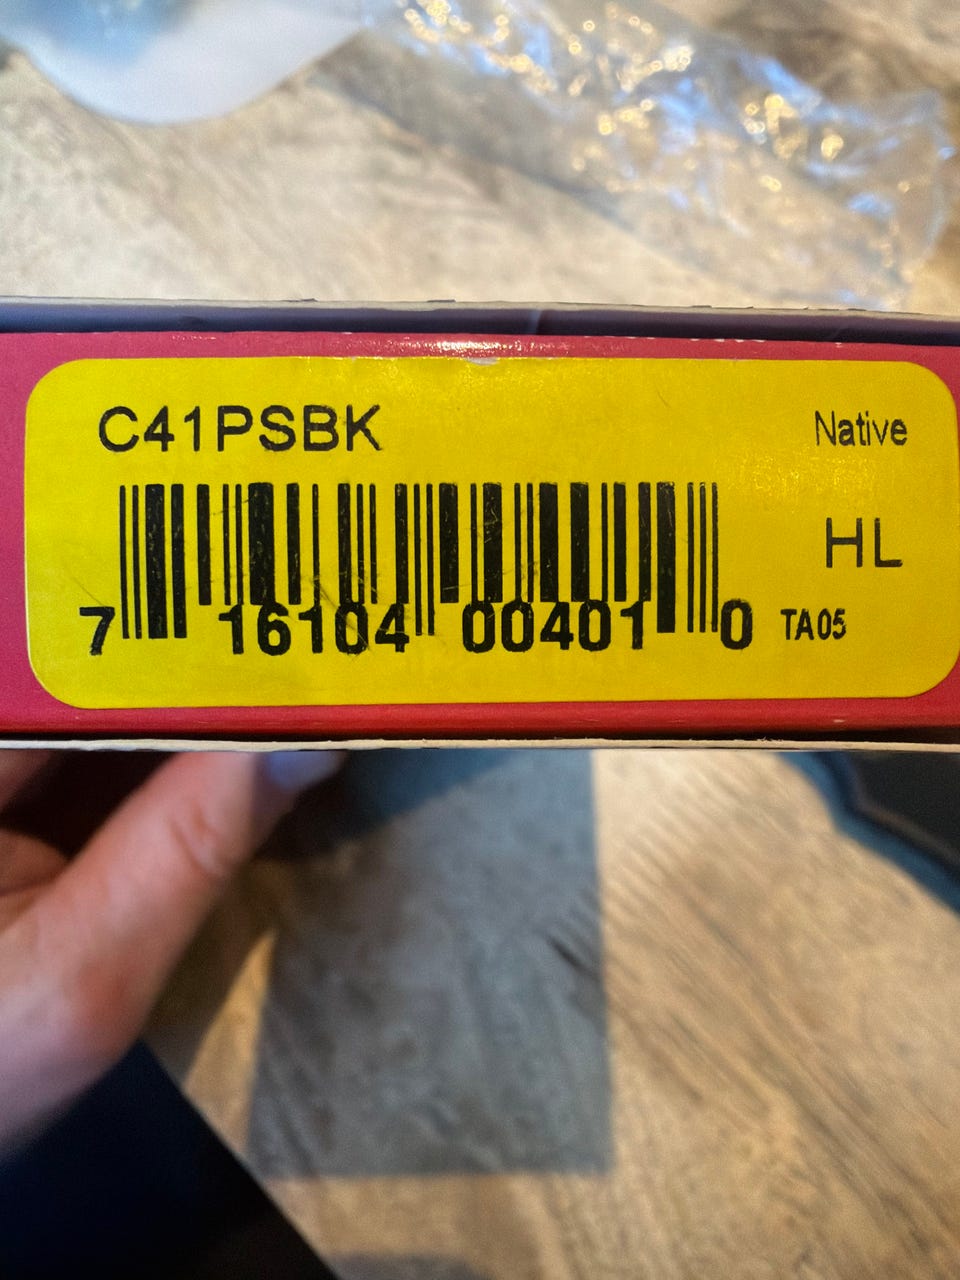 C41PSBK
Native
HL
7 16104 00401 0 TA05